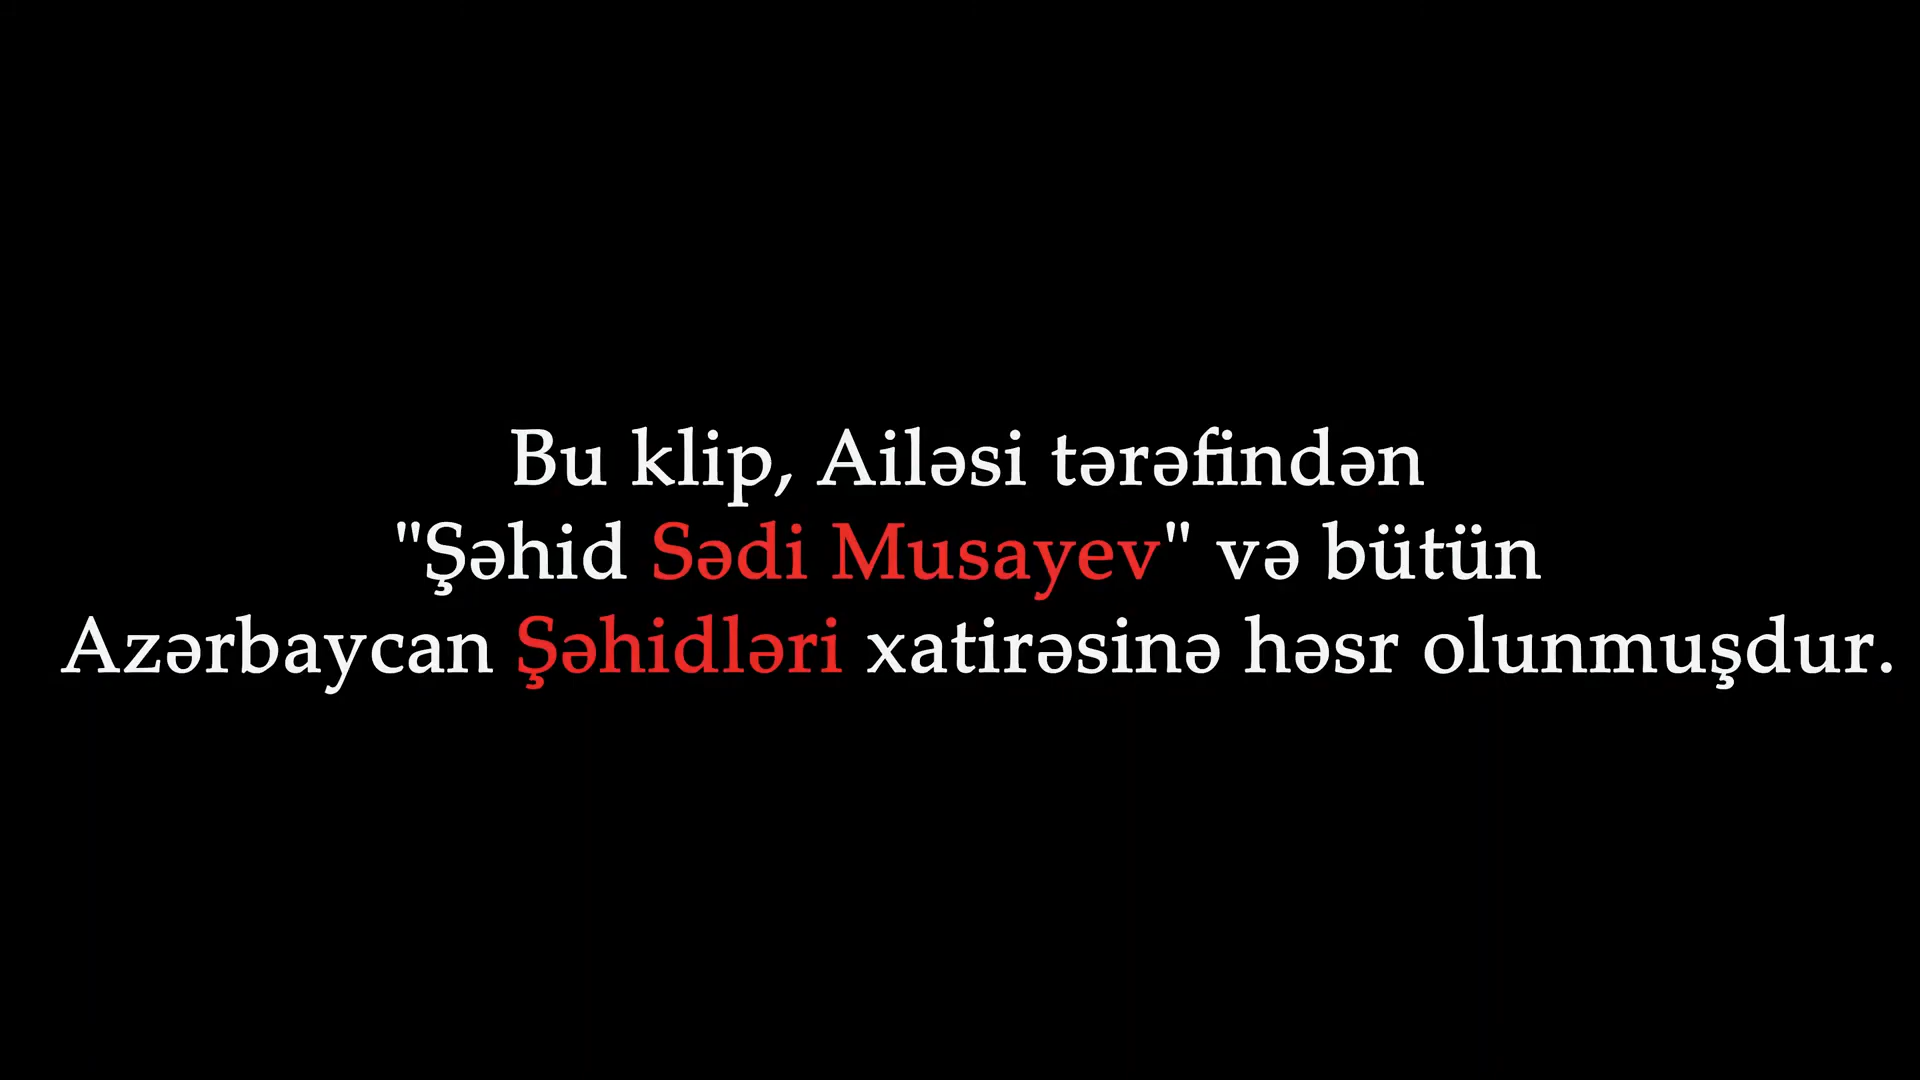 Bu klip, Ailəsi tərəfindən
"Şəhid Sədi Musayev" və bütün
Azərbaycan Şəhidləri xatirəsinə həsr olunmuşdur.